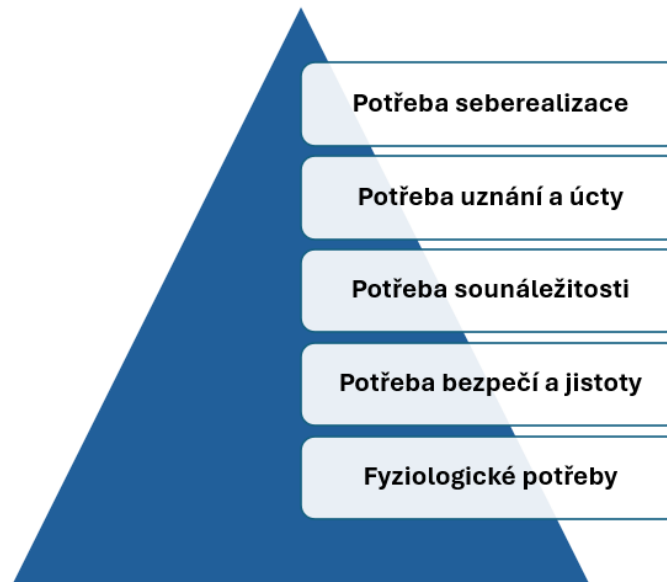 Potřeba seberealizace
Potřeba uznání a úcty
Potřeba sounáležitosti
Potřeba bezpečí a jistoty
Fyziologické potřeby